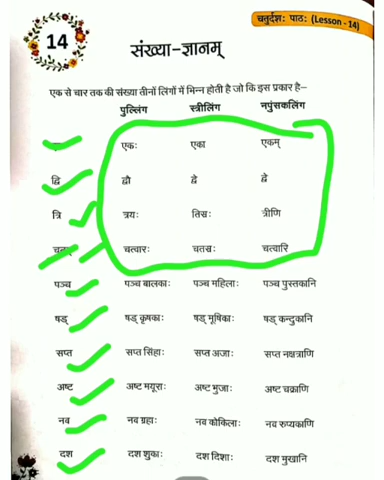 चतुर्दशः पाठः (Lesson - 14)
14
संख्या-ज्ञानम्
एक से चार तक की संख्या तीनों लिंगों में भिन्न होती है जो कि इस प्रकार है–
पुल्लिंग स्त्रीलिंग नपुंसकलिंग
एकः एका एकम्
द्वि द्वौ द्वे द्वे
त्रि त्रयः तिसः त्रीणि
चत्वारः चतसः चत्वारि
पञ्च पञ्च बालकाः पञ्च महिलाः पञ्च पुस्तकानि
षड् षड् कृषकाः षड् मूषिकाः षड् कन्दुकानि
सप्त सप्त सिंहाः सप्त अजाः सप्त नक्षत्राणि
अष्ट अष्ट मयूराः अष्ट भुजाः अष्ट चक्राणि
नव नव ग्रहाः नव कोकिलाः नव रुप्यकाणि
दश दश शुकाः दश दिशाः दश मुखानि